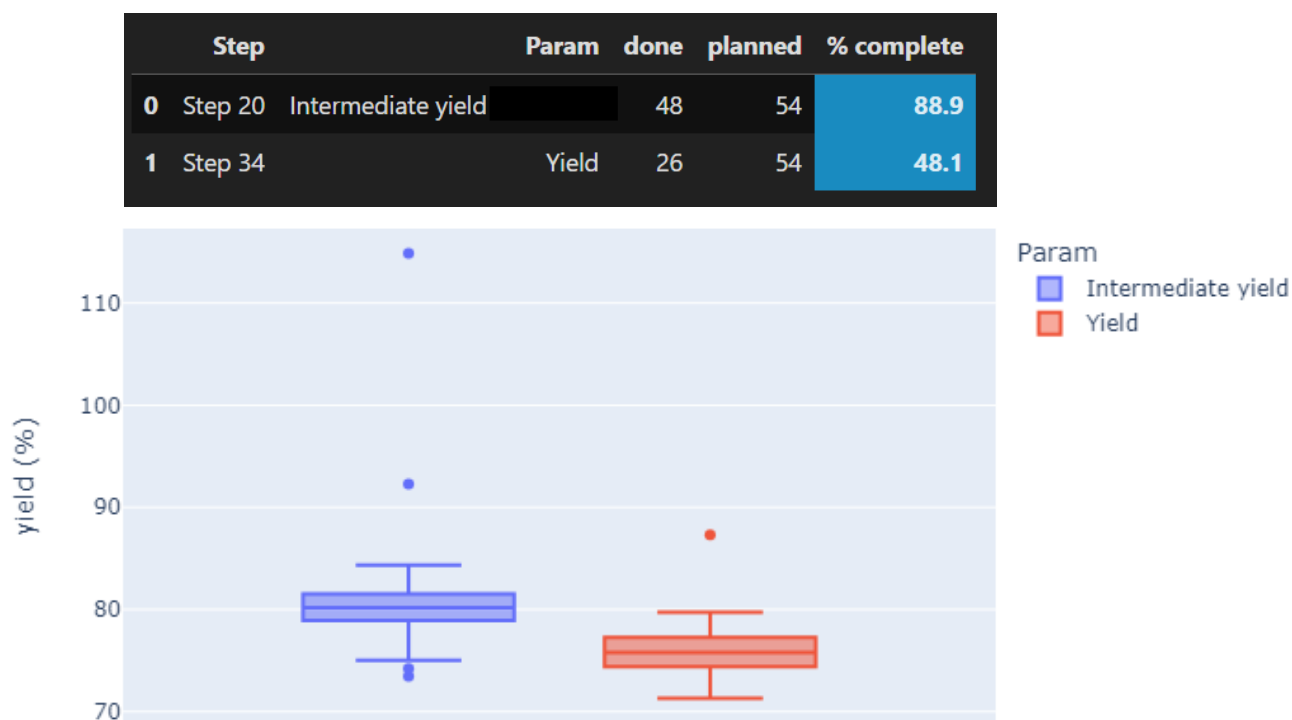 Step Param done planned % complete
0 Step 20 Intermediate yield 48 54 88.9
1 Step 34 Yield 26 54 48.1
Param
Intermediate yield
Yield
110
100
90
80
70
yield (%)